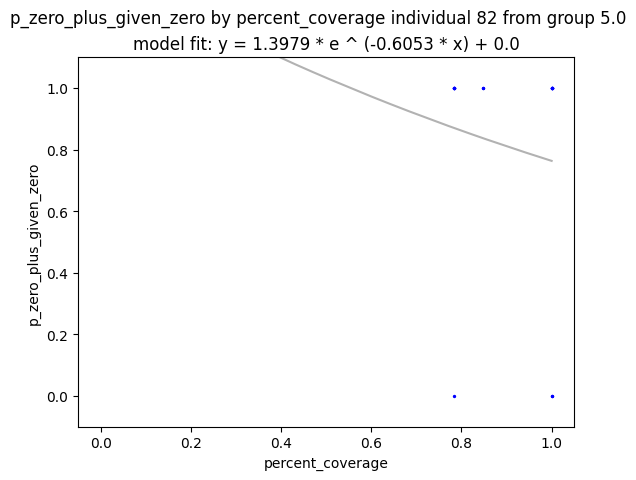 p_zero_plus_given_zero by percent_coverage individual 82 from group 5.0
model fit: y = 1.3979 * e ^ (-0.6053 * x) + 0.0
1.0
0.8
0.6
0.4
0.2
0.0
p_zero_plus_given_zero
0.0 0.2 0.4 0.6 0.8 1.0
percent_coverage